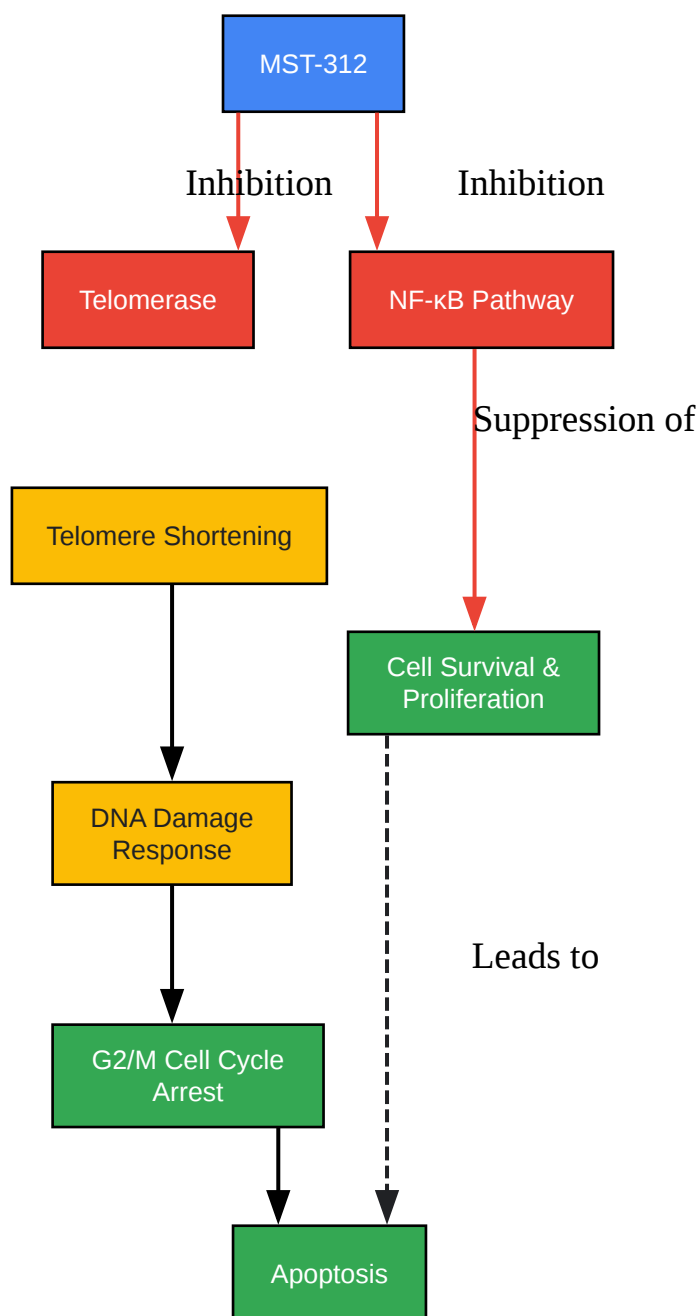 MST-312
Inhibition
Inhibition
Telomerase
NF-κB Pathway
Suppression of
Telomere Shortening
Cell Survival &
Proliferation
DNA Damage
Response
Leads to
G2/M Cell Cycle
Arrest
Apoptosis